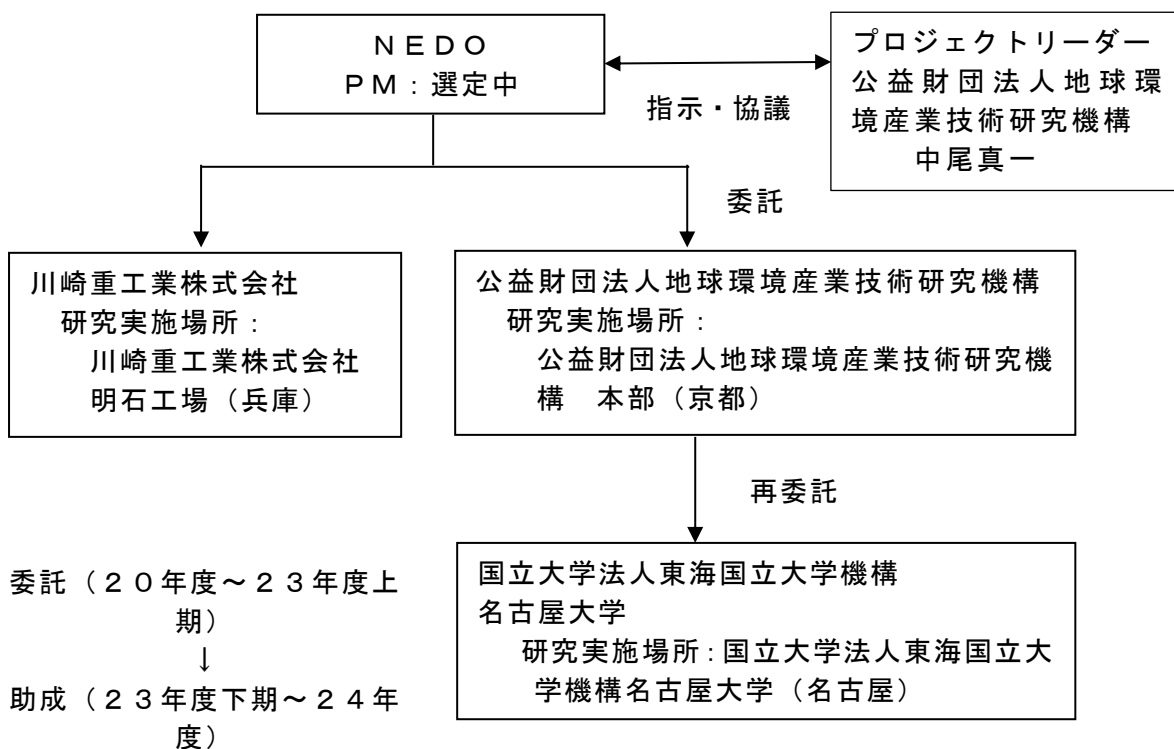 ＮＥＤＯ
ＰＭ：選定中
プロジェクトリーダー
公益財団法人地球環
境産業技術研究機構
中尾真一
指示・協議
委託
川崎重工業株式会社
研究実施場所：
川崎重工業株式会社
明石工場（兵庫）
公益財団法人地球環境産業技術研究機構
研究実施場所：
公益財団法人地球環境産業技術研究機
構　本部（京都）
再委託
国立大学法人東海国立大学機構
名古屋大学
研究実施場所：国立大学法人東海国立大
学機構名古屋大学（名古屋）
委託（２０年度～２３年度上
期）
↓
助成（２３年度下期～２４年
度）